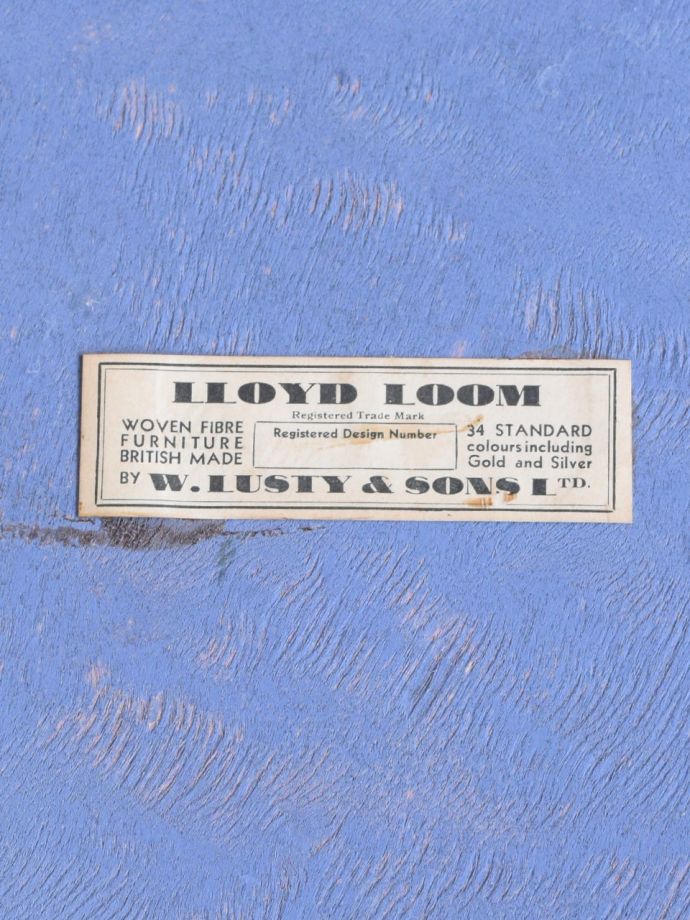 LLOYD LOOM
Registered Trade Mark
WOVEN FIBRE
FURNITURE
BRITISH MADE
Registered Design Number
34 STANDARD
colours including
Gold and Silver
BY W. LUSTY & SONS LTD.